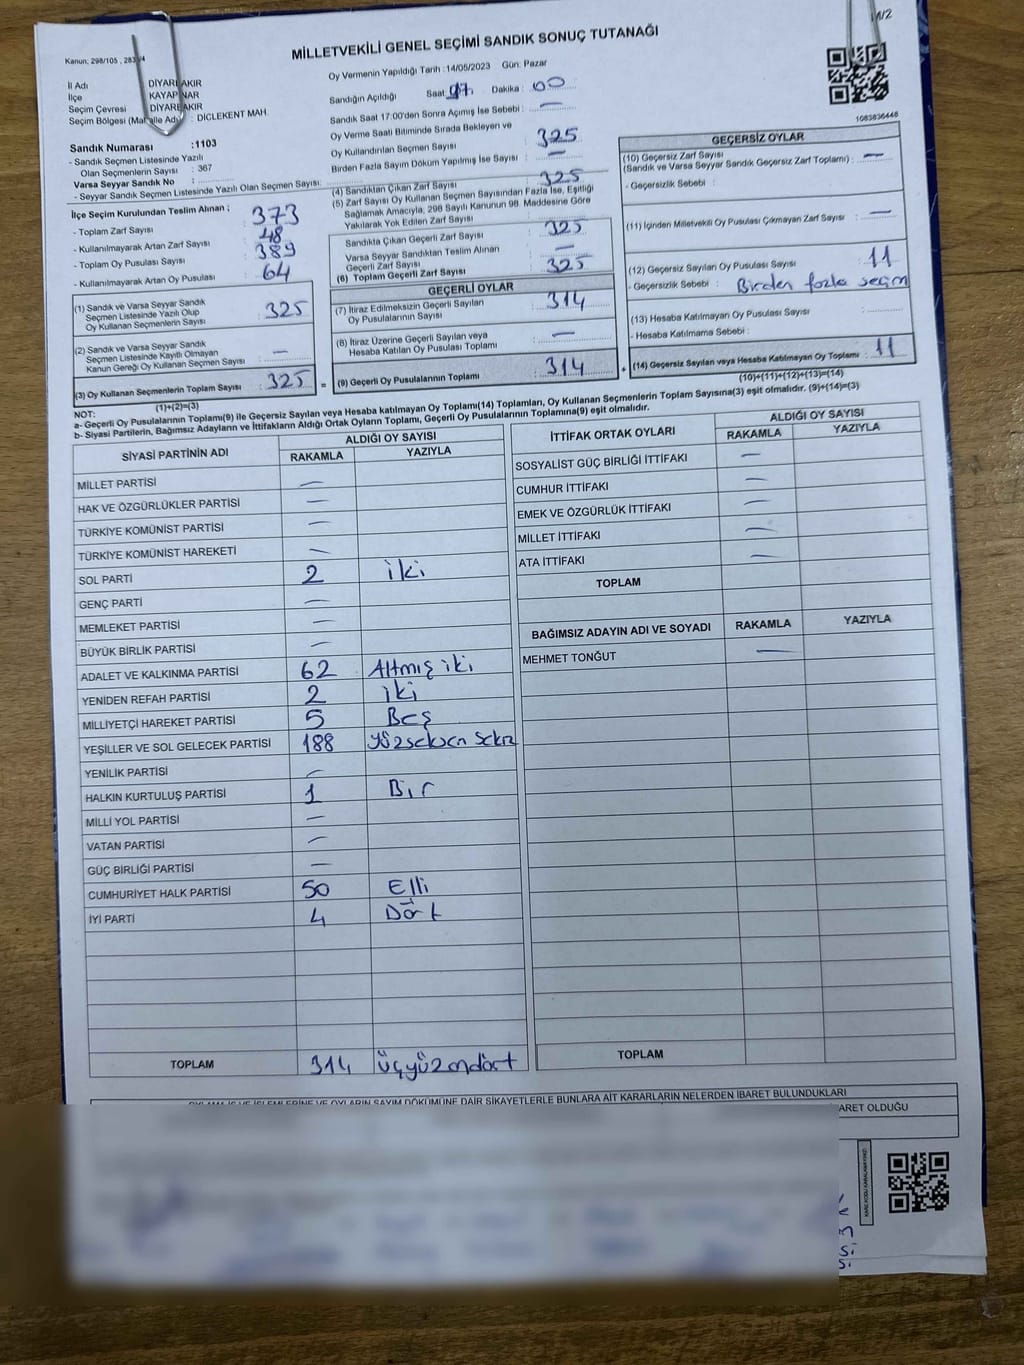 11/2
MİLLETVEKİLİ GENEL SEÇİMİ SANDIK SONUÇ TUTANAĞI
Kanun, 298/105
İl Adı DİYARBAKIR
İlçe KAYAPINAR
Seçim Çevresi DİYARBAKIR
Seçim Bölgesi (Mahalle Adı) : DİCLEKENT MAH.
Sandık Numarası :1103
- Sandık Seçmen Listesinde Yazılı
Olan Seçmenlerin Sayısı : 367
Varsa Seyyar Sandık No :
- Seyyar Sandık Seçmen Listesinde Yazılı Olan Seçmen Sayısı:
Oy Vermenin Yapıldığı Tarih :14/05/2023 Gün: Pazar
Sandığın Açıldığı Saat : Dakika : 00
Sandık Saat 17:00'den Sonra Açımış İse Sebebi : —
Oy Verme Saati Bitiminde Sırada Bekleyen ve
Oy Kullandırılan Seçmen Sayısı : 325
Birden Fazla Sayım Döküm Yapılmış İse Sayısı : —
1083836448
İlçe Seçim Kurulundan Teslim Alınan ;
- Toplam Zarf Sayısı : 373
- Kullanılmayarak Artan Zarf Sayısı : 48
- Toplam Oy Pusulası Sayısı : 389
- Kullanılmayarak Artan Oy Pusulası : 64
(1) Sandık ve Varsa Seyyar Sandık
Seçmen Listesinde Yazılı Olup
Oy Kullanan Seçmenlerin Sayısı : 325
(2) Sandık ve Varsa Seyyar Sandık
Seçmen Listesinde Kayıtlı Olmayan
Kanun Gereği Oy Kullanan Seçmen Sayısı : —
(3) Oy Kullanan Seçmenlerin Toplam Sayısı : 325 =
(1)+(2)=(3)
(4) Sandıktan Çıkan Zarf Sayısı : 325
(5) Zarf Sayısı Oy Kullanan Seçmen Sayısından Fazla İse, Eşitliği
Sağlamak Amacıyla, 298 Sayılı Kanunun 98. Maddesine Göre
Yakılarak Yok Edilen Zarf Sayısı :
Sandıkta Çıkan Geçerli Zarf Sayısı : 325
Varsa Seyyar Sandıktan Teslim Alınan
Geçerli Zarf Sayısı : —
(6) Toplam Geçerli Zarf Sayısı : 325
GEÇERLİ OYLAR
(7) İtiraz Edilmeksizin Geçerli Sayılan
Oy Pusulalarının Sayısı : 314
(8) İtiraz Üzerine Geçerli Sayılan veya
Hesaba Katılan Oy Pusulası Toplamı : —
(9) Geçerli Oy Pusulalarının Toplamı : 314 +
GEÇERSİZ OYLAR
(10) Geçersiz Zarf Sayısı
(Sandık ve Varsa Seyyar Sandık Geçersiz Zarf Toplamı) : —
- Geçersizlik Sebebi :
(11) İçinden Milletvekili Oy Pusulası Çıkmayan Zarf Sayısı : —
(12) Geçersiz Sayılan Oy Pusulası Sayısı : 11
- Geçersizlik Sebebi : Birden fazla seçim
(13) Hesaba Katılmayan Oy Pusulası Sayısı :
- Hesaba Katılmama Sebebi :
(14) Geçersiz Sayılan veya Hesaba Katılmayan Oy Toplamı : 11
(10)+(11)+(12)+(13)=(14)
NOT:
a- Geçerli Oy Pusulalarının Toplamı(9) ile Geçersiz Sayılan veya Hesaba katılmayan Oy Toplamı(14) Toplamları, Oy Kullanan Seçmenlerin Toplam Sayısına(3) eşit olmalıdır. (9)+(14)=(3)
b- Siyasi Partilerin, Bağımsız Adayların ve İttifakların Aldığı Ortak Oyların Toplamı, Geçerli Oy Pusulalarının Toplamına(9) eşit olmalıdır.
SİYASİ PARTİNİN ADI ALDIĞI OY SAYISI
RAKAMLA YAZIYLA
MİLLET PARTİSİ —
HAK VE ÖZGÜRLÜKLER PARTİSİ —
TÜRKİYE KOMÜNİST PARTİSİ —
TÜRKİYE KOMÜNİST HAREKETİ —
SOL PARTİ 2 iki
GENÇ PARTİ —
MEMLEKET PARTİSİ —
BÜYÜK BİRLİK PARTİSİ —
ADALET VE KALKINMA PARTİSİ 62 Altmış iki
YENİDEN REFAH PARTİSİ 2 iki
MİLLİYETÇİ HAREKET PARTİSİ 5 Beş
YEŞİLLER VE SOL GELECEK PARTİSİ 188 Yüzseksen Sekiz
YENİLİK PARTİSİ —
HALKIN KURTULUŞ PARTİSİ 1 Bir
MİLLİ YOL PARTİSİ —
VATAN PARTİSİ —
GÜÇ BİRLİĞİ PARTİSİ —
CUMHURİYET HALK PARTİSİ 50 Elli
İYİ PARTİ 4 Dört
TOPLAM 314 üçyüzondört
İTTİFAK ORTAK OYLARI ALDIĞI OY SAYISI
RAKAMLA YAZIYLA
SOSYALİST GÜÇ BİRLİĞİ İTTİFAKI —
CUMHUR İTTİFAKI —
EMEK VE ÖZGÜRLÜK İTTİFAKI —
MİLLET İTTİFAKI —
ATA İTTİFAKI —
TOPLAM
BAĞIMSIZ ADAYIN ADI VE SOYADI RAKAMLA YAZIYLA
MEHMET TONĞUT —
TOPLAM
OYLAMA İŞ VE İŞLEMLERİNE VE OYLARIN SAYIM DÖKÜMÜNE DAİR ŞİKAYETLERLE BUNLARA AİT KARARLARIN NELERDEN İBARET BULUNDUKLARI
BARET OLDUĞU
KARE KODU KARALAMAYINIZ!